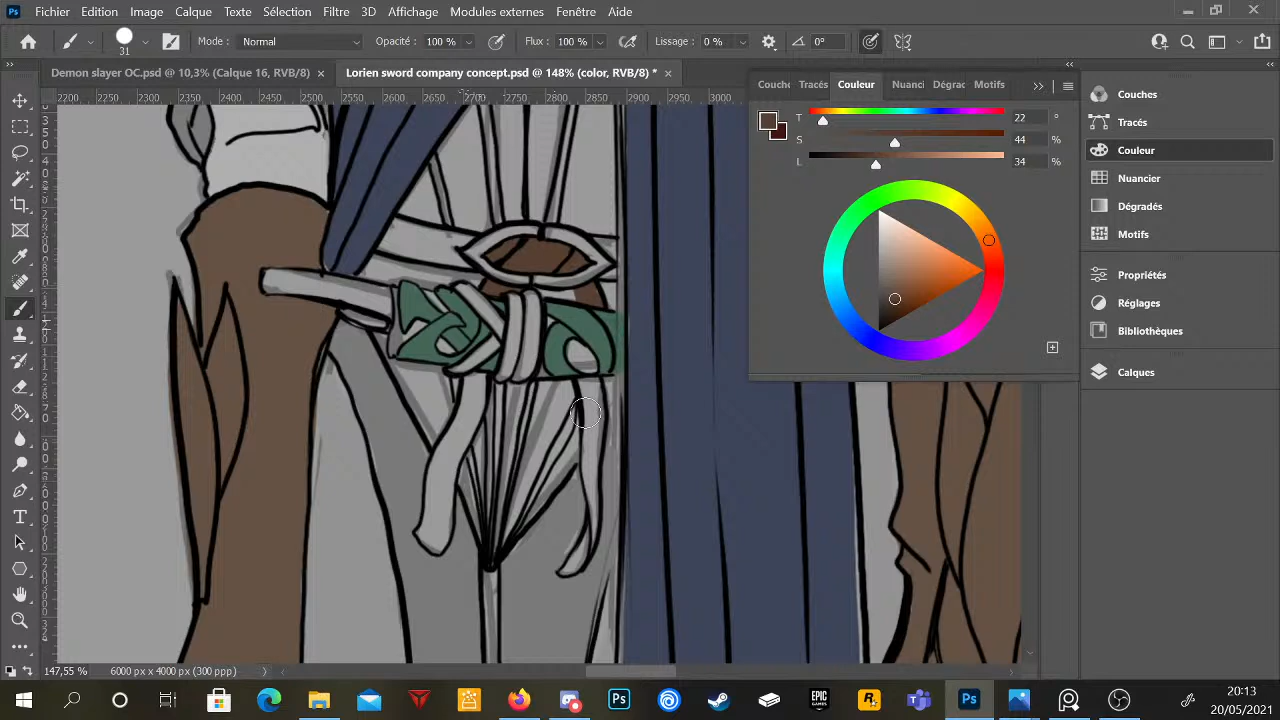 Fichier Edition Image Calque Texte Sélection Filtre 3D Affichage Modules externes Fenêtre Aide
31 Mode: Normal Opacité: 100 % Flux: 100 % Lissage: 0 % 0°
Demon slayer OC.psd @ 10,3% (Calque 16, RVB/8) × Lorien sword company concept.psd @ 148% (color, RVB/8) * ×
2200 2250 2300 2350 2400 2450 2500 2550 2600 2650 2700 2750 2800 2850 2900 2950 3000
Couche Tracés Couleur Nuanci Dégrac Motifs
T 22 °
S 44 %
L 34 %
Couches
Tracés
Couleur
Nuancier
Dégradés
Motifs
Propriétés
Réglages
Bibliothèques
Calques
147,55 % 6000 px x 4000 px (300 ppp)
EPIC GAMES
20:13
20/05/2021